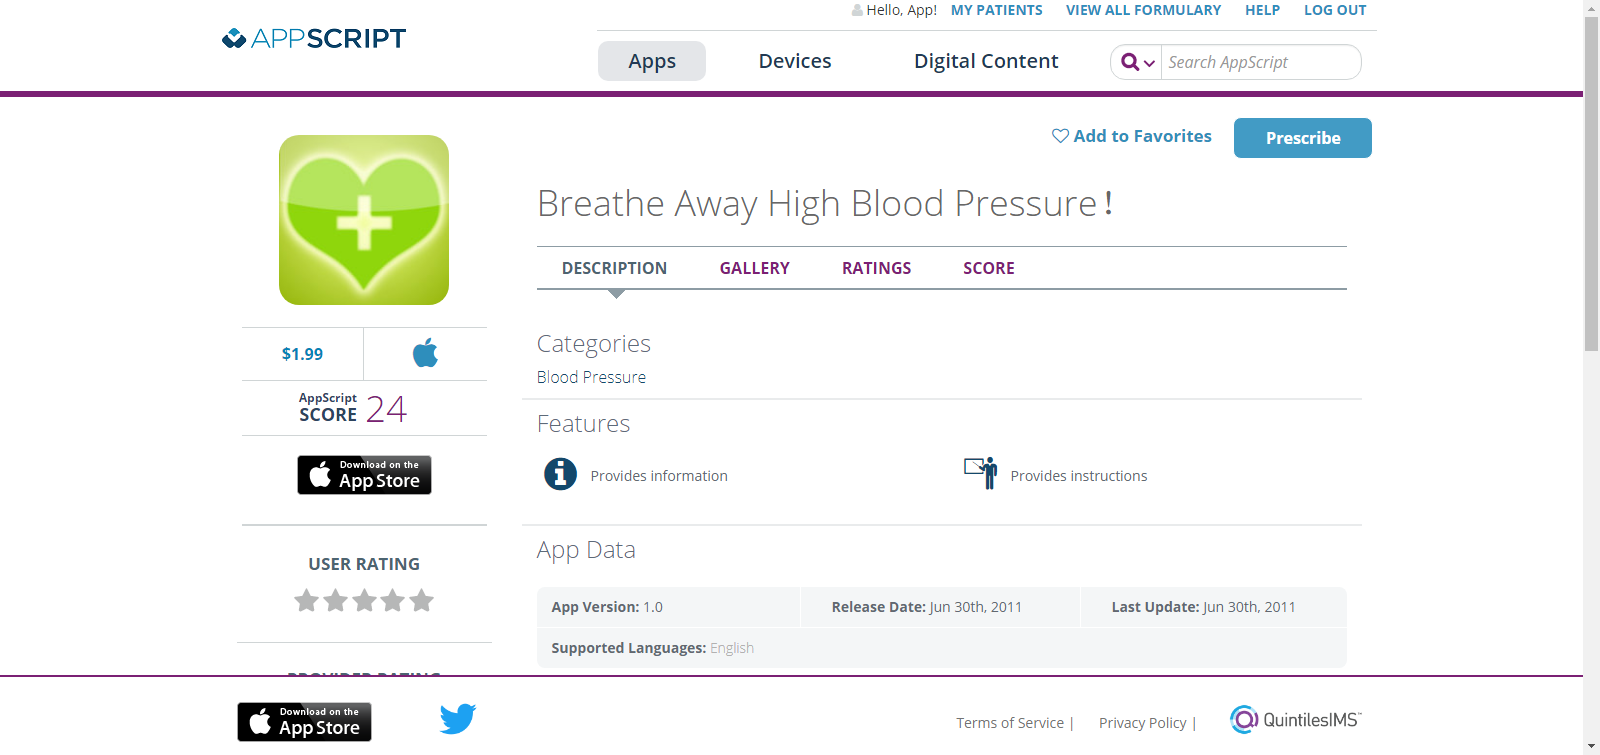 Hello, App! MY PATIENTS VIEW ALL FORMULARY HELP LOG OUT
APPSCRIPT
Apps Devices Digital Content Search AppScript
Add to Favorites Prescribe
Breathe Away High Blood Pressure!
DESCRIPTION GALLERY RATINGS SCORE
$1.99
AppScript
SCORE 24
Download on the
App Store
USER RATING
PROVIDER RATING
Categories
Blood Pressure
Features
Provides information Provides instructions
App Data
App Version: 1.0 Release Date: Jun 30th, 2011 Last Update: Jun 30th, 2011
Supported Languages: English
Download on the
App Store
Terms of Service | Privacy Policy | QuintilesIMS™